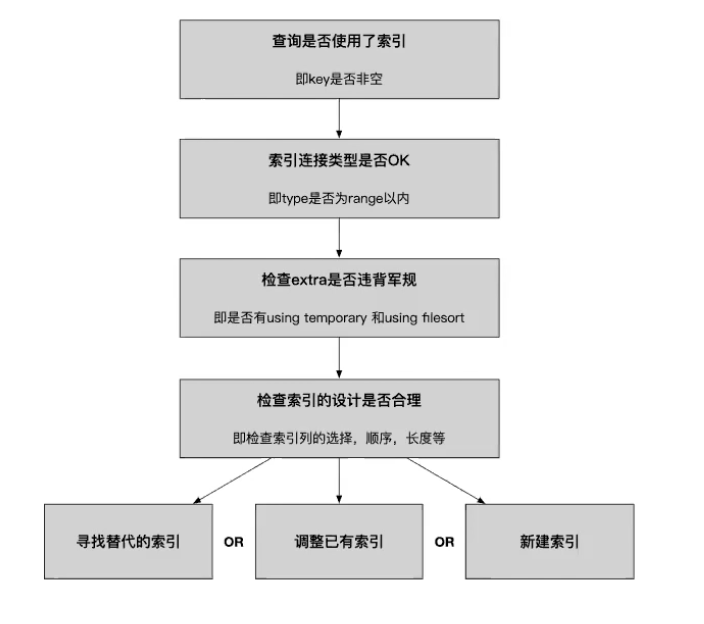 查询是否使用了索引
即key是否非空
索引连接类型是否OK
即type是否为range以内
检查extra是否违背军规
即是否有using temporary 和using filesort
检查索引的设计是否合理
即检查索引列的选择，顺序，长度等
寻找替代的索引 OR 调整已有索引 OR 新建索引